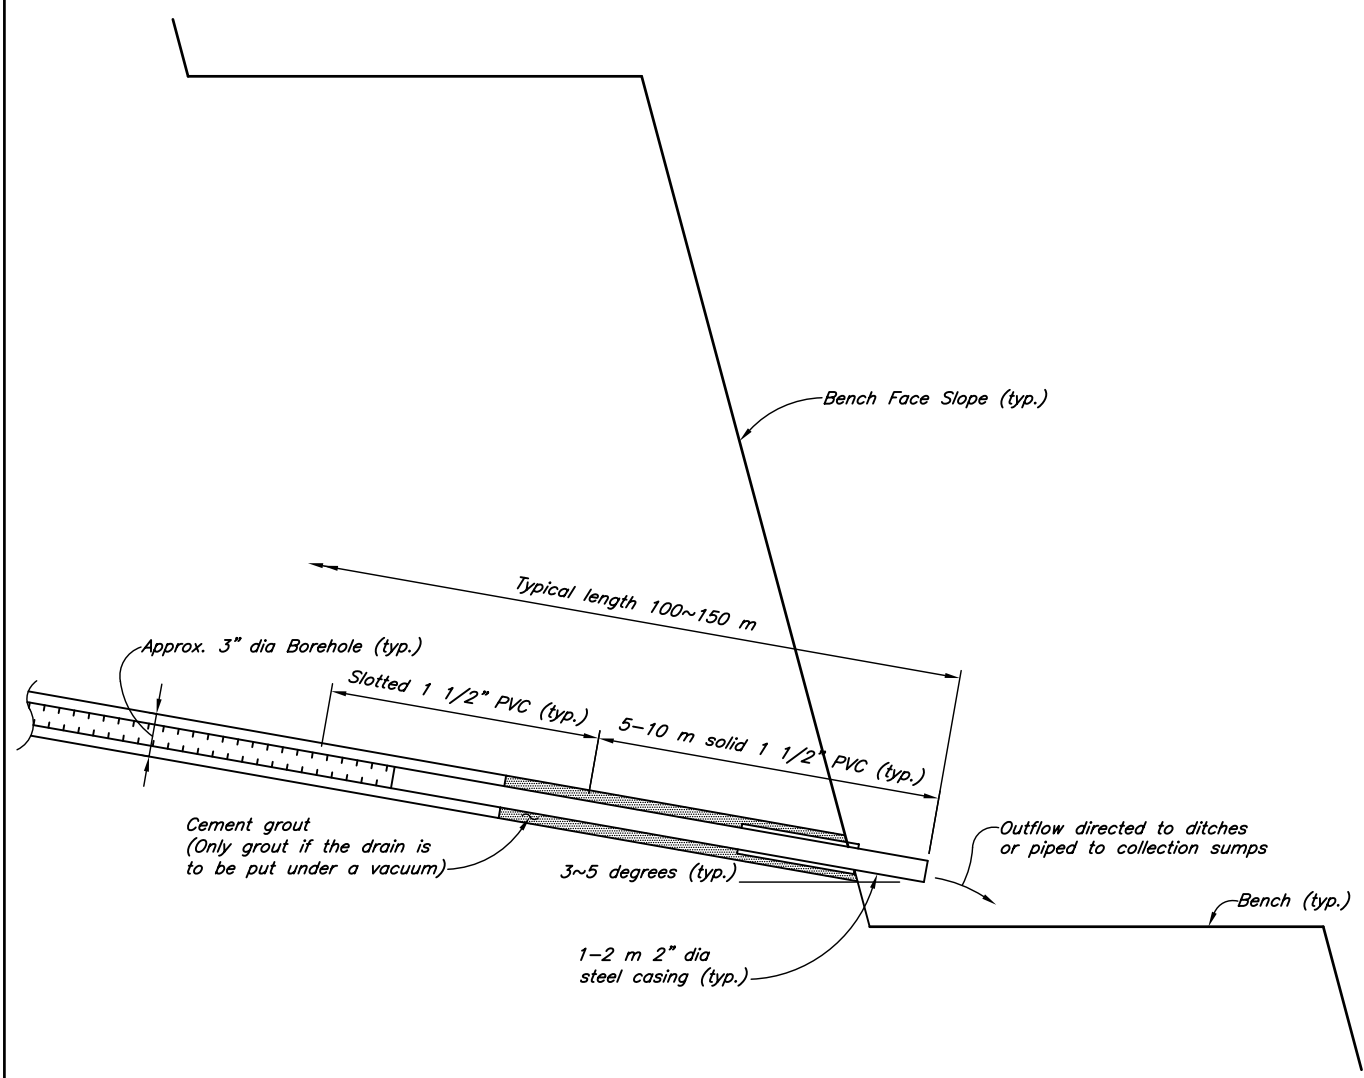 Bench Face Slope (typ.)
Typical length 100~150 m
Approx. 3" dia Borehole (typ.)
Slotted 1 1/2" PVC (typ.)
5-10 m solid 1 1/2" PVC (typ.)
Cement grout
(Only grout if the drain is
to be put under a vacuum)
3~5 degrees (typ.)
Outflow directed to ditches
or piped to collection sumps
Bench (typ.)
1-2 m 2" dia
steel casing (typ.)